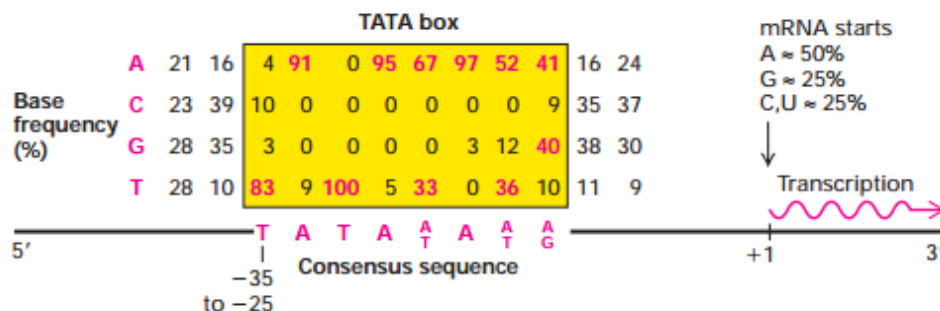 TATA box
mRNA starts
A ≈ 50%
G ≈ 25%
C,U ≈ 25%
Base frequency (%)
A 21 16 4 91 0 95 67 97 52 41 16 24
C 23 39 10 0 0 0 0 0 0 9 35 37
G 28 35 3 0 0 0 0 3 12 40 38 30
T 28 10 83 9 100 5 33 0 36 10 11 9
Transcription
T A T A A/T A A/T A/G
5′
Consensus sequence
−35
to −25
+1
3′